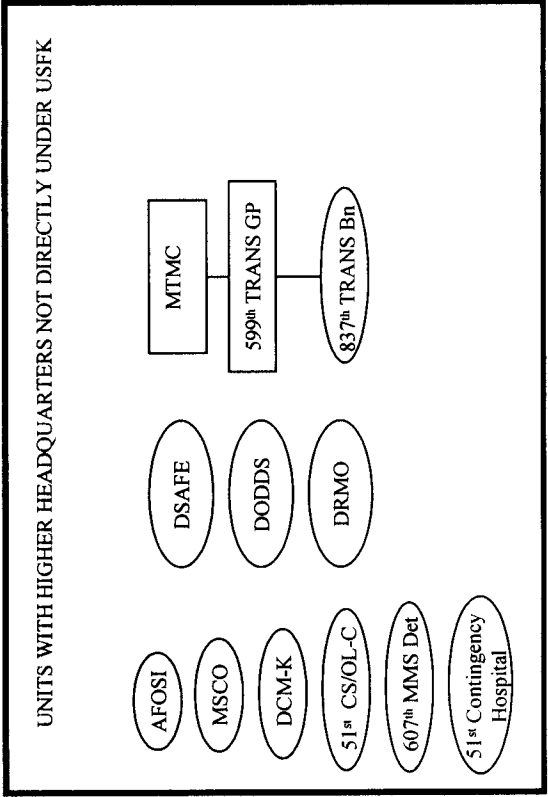 UNITS WITH HIGHER HEADQUARTERS NOT DIRECTLY UNDER USFK
AFOSI
MSCO
DCM-K
51st CS/OL-C
607th MMS Det
51st Contingency
Hospital
DSAFE
DODDS
DRMO
MTMC
599th TRANS GP
837th TRANS Bn